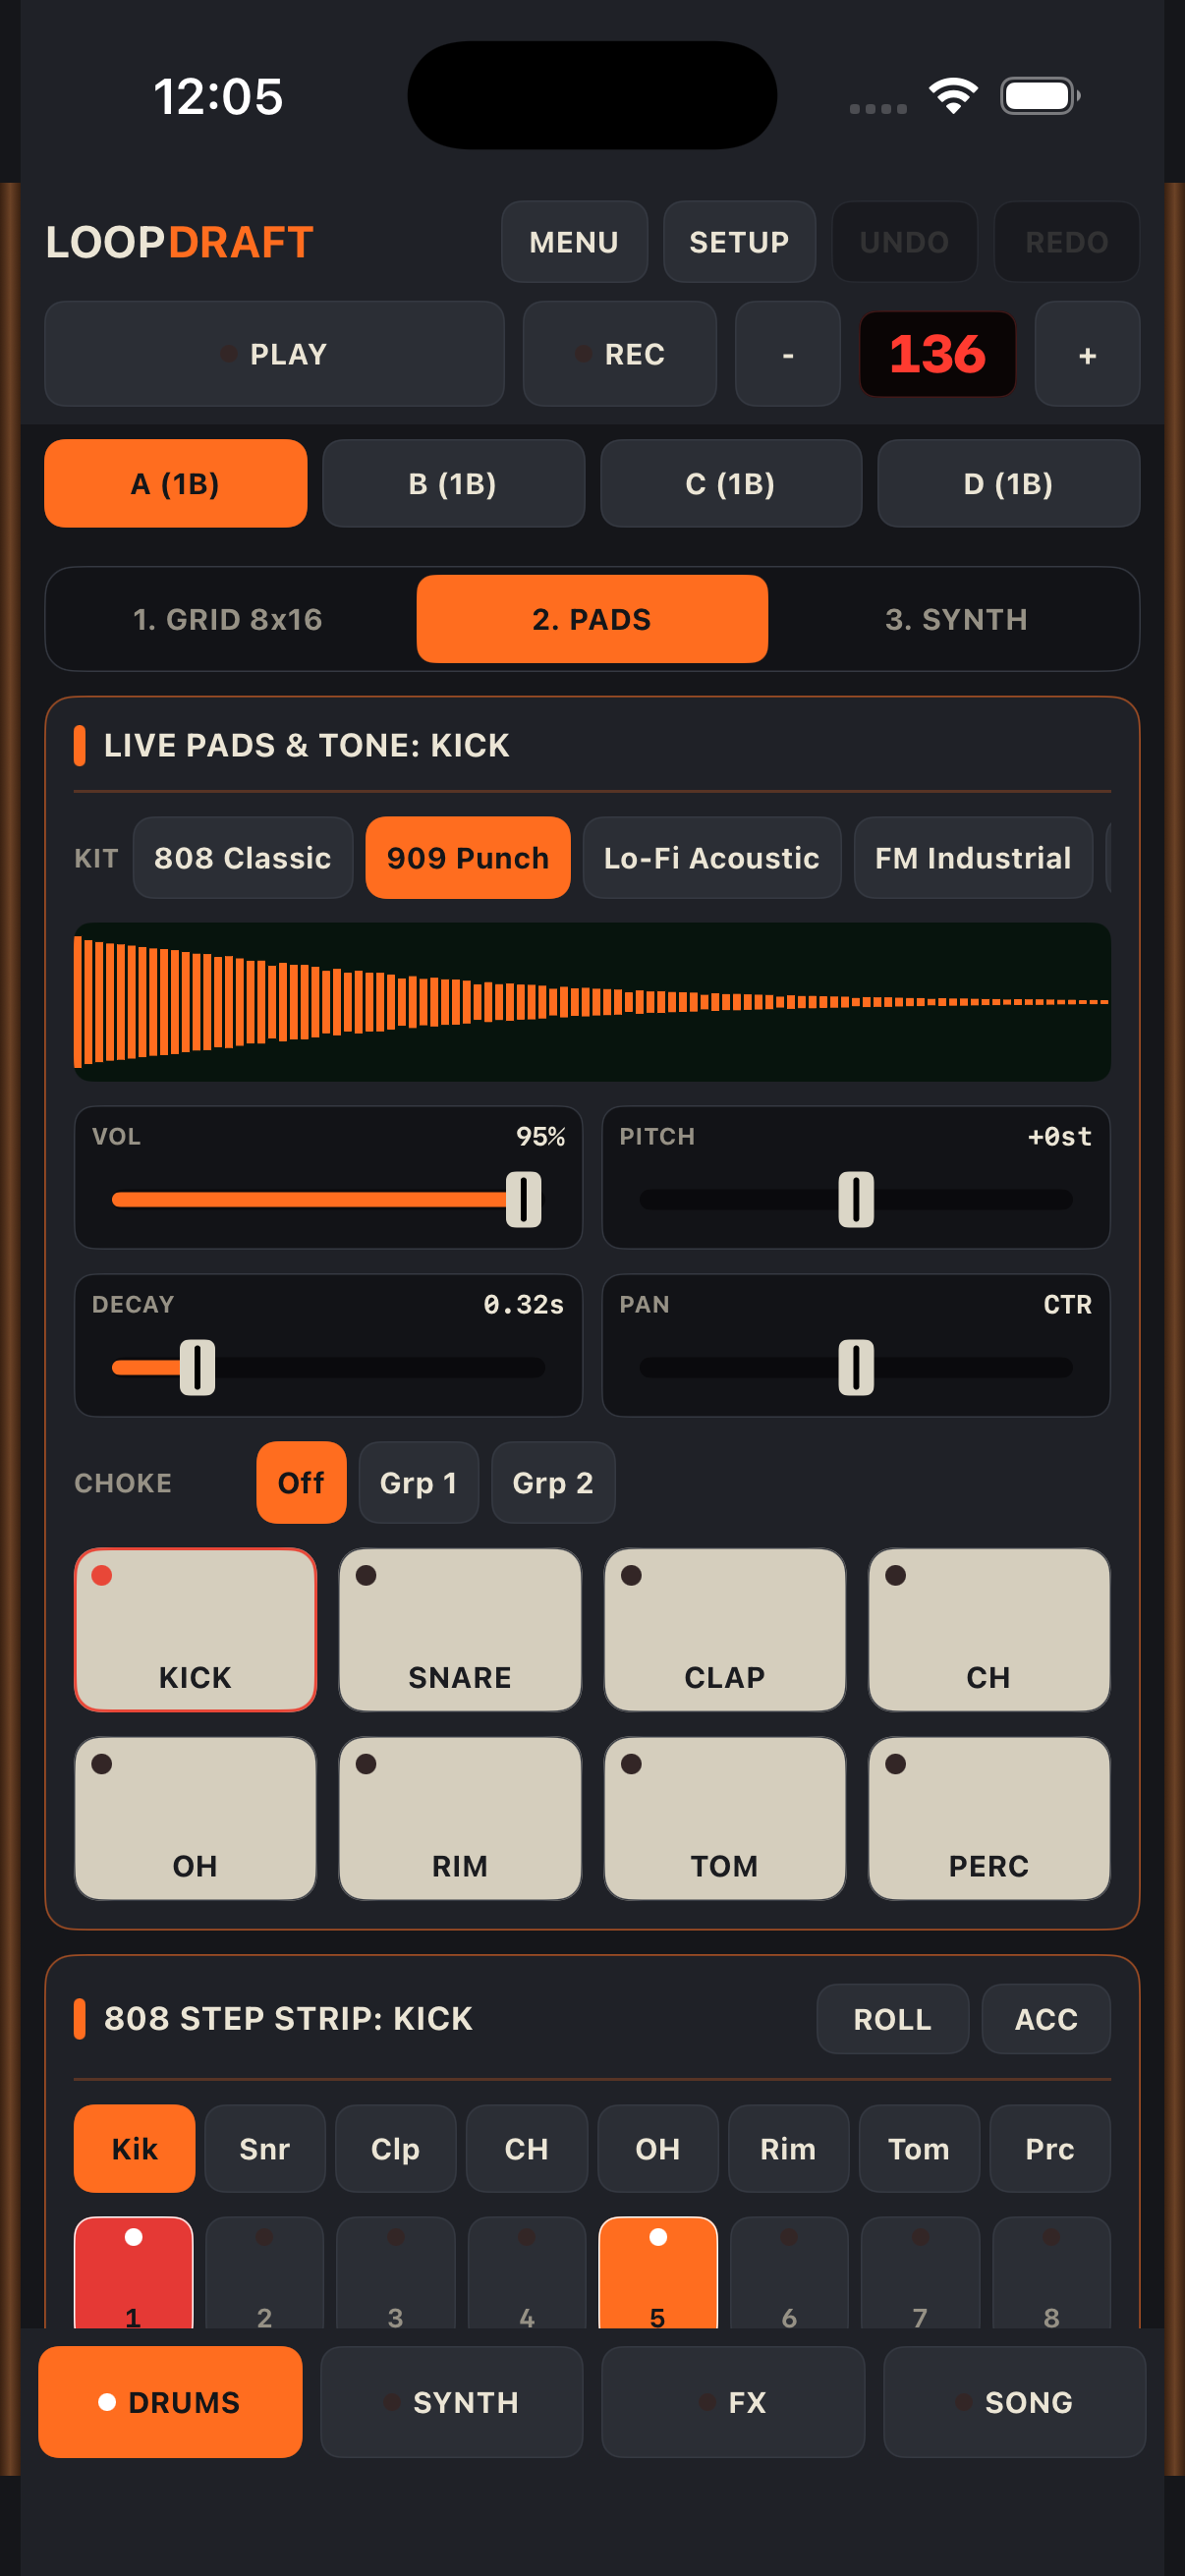 12:05
LOOPDRAFT MENU SETUP UNDO REDO
PLAY REC - 136 +
A (1B) B (1B) C (1B) D (1B)
1. GRID 8x16 2. PADS 3. SYNTH
LIVE PADS & TONE: KICK
KIT 808 Classic 909 Punch Lo-Fi Acoustic FM Industrial
VOL 95% PITCH +0st
DECAY 0.32s PAN CTR
CHOKE Off Grp 1 Grp 2
KICK SNARE CLAP CH
OH RIM TOM PERC
808 STEP STRIP: KICK ROLL ACC
Kik Snr Clp CH OH Rim Tom Prc
1 2 3 4 5 6 7 8
DRUMS SYNTH FX SONG